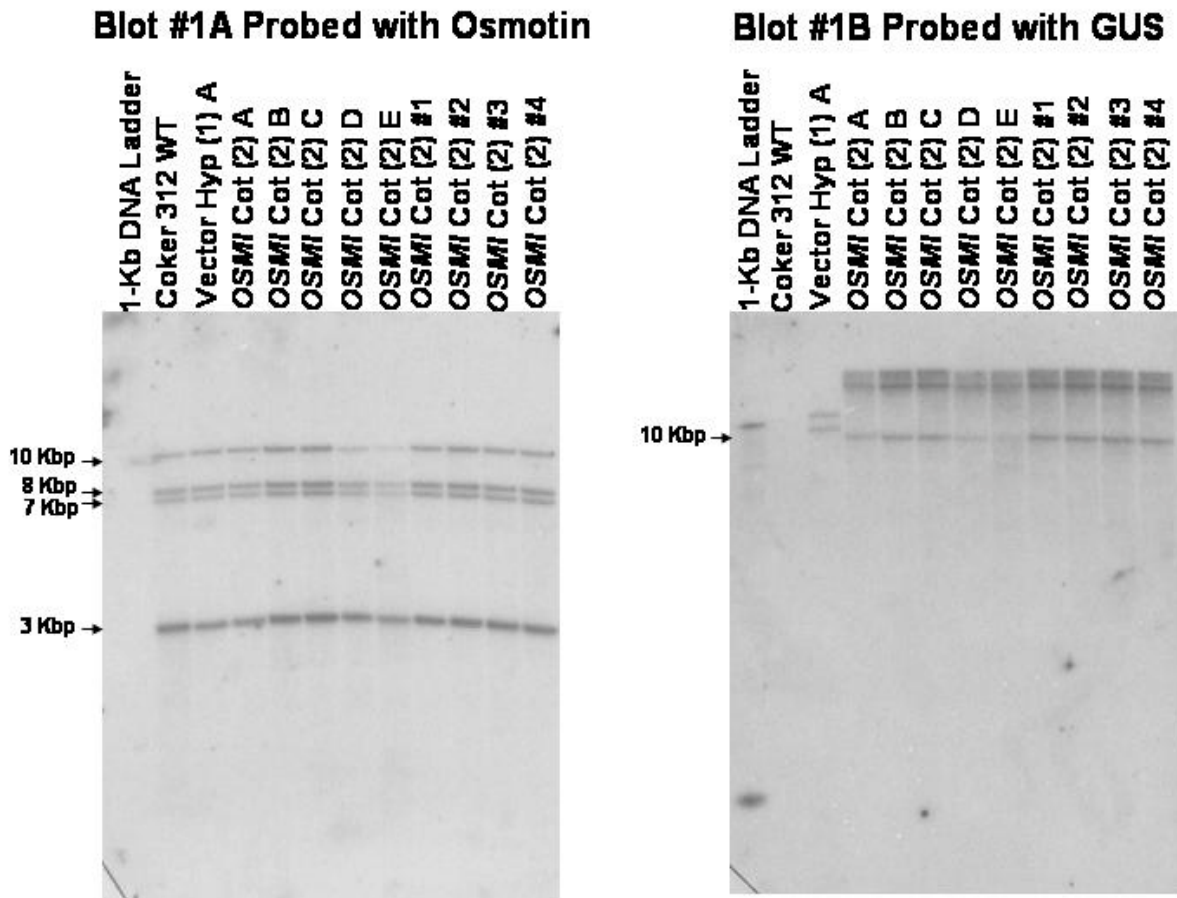 Blot #1A Probed with Osmotin
1-Kb DNA Ladder
Coker 312 WT
Vector Hyp (1) A
OSMI Cot (2) A
OSMI Cot (2) B
OSMI Cot (2) C
OSMI Cot (2) D
OSMI Cot (2) E
OSMI Cot (2) #1
OSMI Cot (2) #2
OSMI Cot (2) #3
OSMI Cot (2) #4
10 Kbp
8 Kbp
7 Kbp
3 Kbp
Blot #1B Probed with GUS
1-Kb DNA Ladder
Coker 312 WT
Vector Hyp (1) A
OSMI Cot (2) A
OSMI Cot (2) B
OSMI Cot (2) C
OSMI Cot (2) D
OSMI Cot (2) E
OSMI Cot (2) #1
OSMI Cot (2) #2
OSMI Cot (2) #3
OSMI Cot (2) #4
10 Kbp